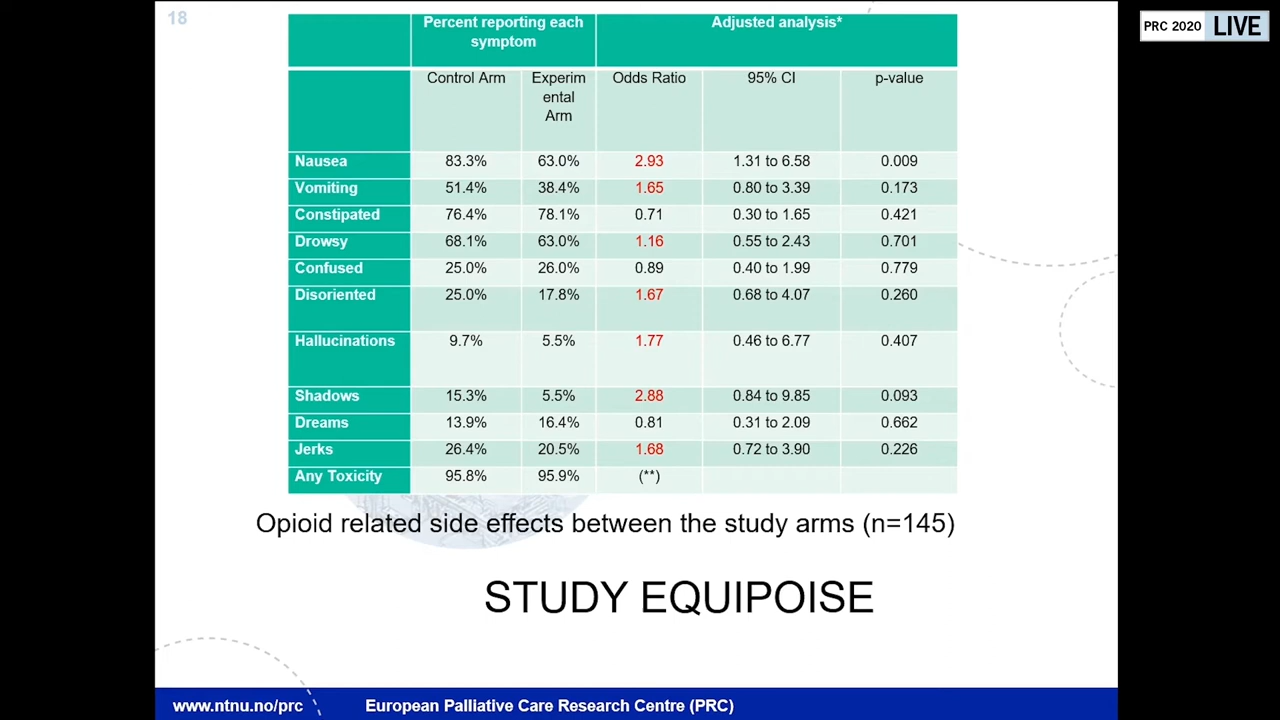 18
PRC 2020 LIVE
Percent reporting each symptom Adjusted analysis*
Control Arm Experim ental Arm Odds Ratio 95% CI p-value
Nausea 83.3% 63.0% 2.93 1.31 to 6.58 0.009
Vomiting 51.4% 38.4% 1.65 0.80 to 3.39 0.173
Constipated 76.4% 78.1% 0.71 0.30 to 1.65 0.421
Drowsy 68.1% 63.0% 1.16 0.55 to 2.43 0.701
Confused 25.0% 26.0% 0.89 0.40 to 1.99 0.779
Disoriented 25.0% 17.8% 1.67 0.68 to 4.07 0.260
Hallucinations 9.7% 5.5% 1.77 0.46 to 6.77 0.407
Shadows 15.3% 5.5% 2.88 0.84 to 9.85 0.093
Dreams 13.9% 16.4% 0.81 0.31 to 2.09 0.662
Jerks 26.4% 20.5% 1.68 0.72 to 3.90 0.226
Any Toxicity 95.8% 95.9% (**)
Opioid related side effects between the study arms (n=145)
STUDY EQUIPOISE
www.ntnu.no/prc European Palliative Care Research Centre (PRC)